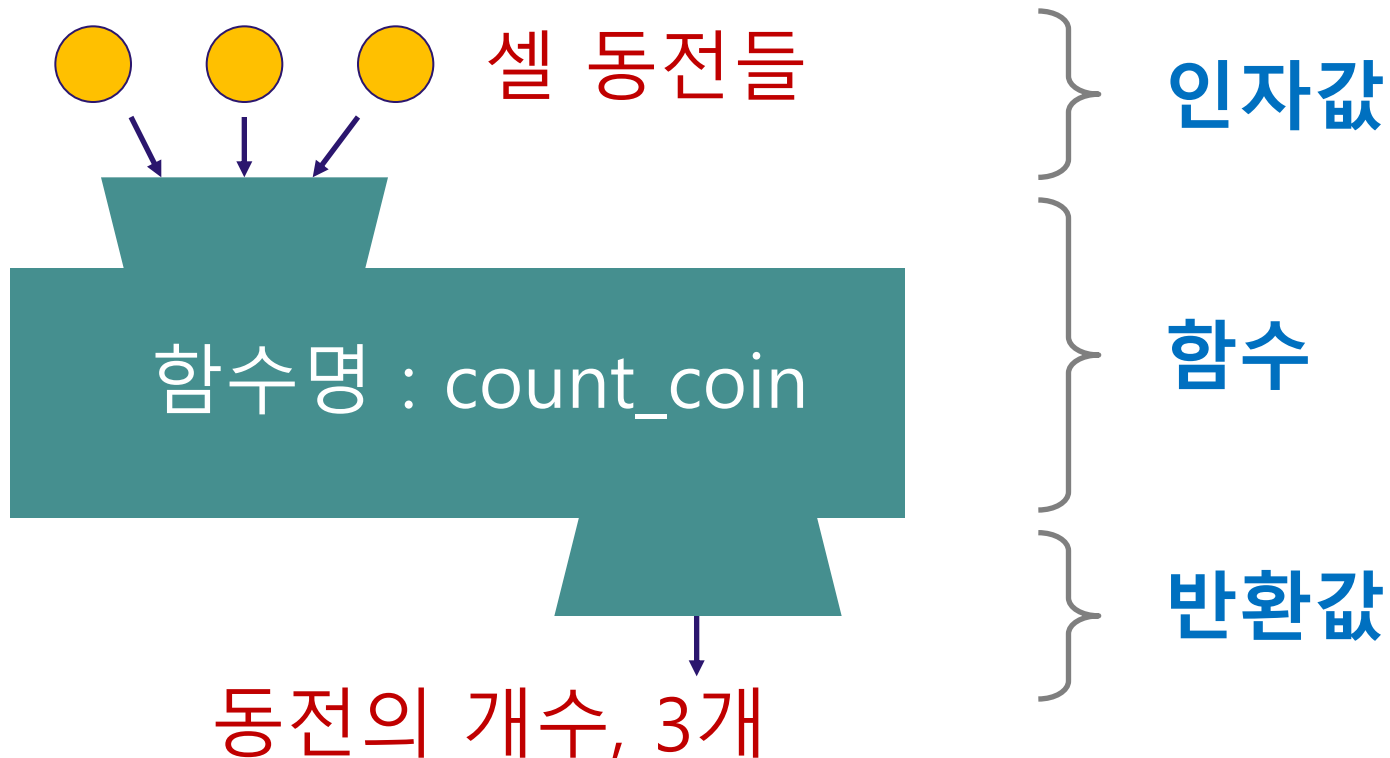 셀 동전들
인자값
함수명 : count_coin
함수
반환값
동전의 개수, 3개